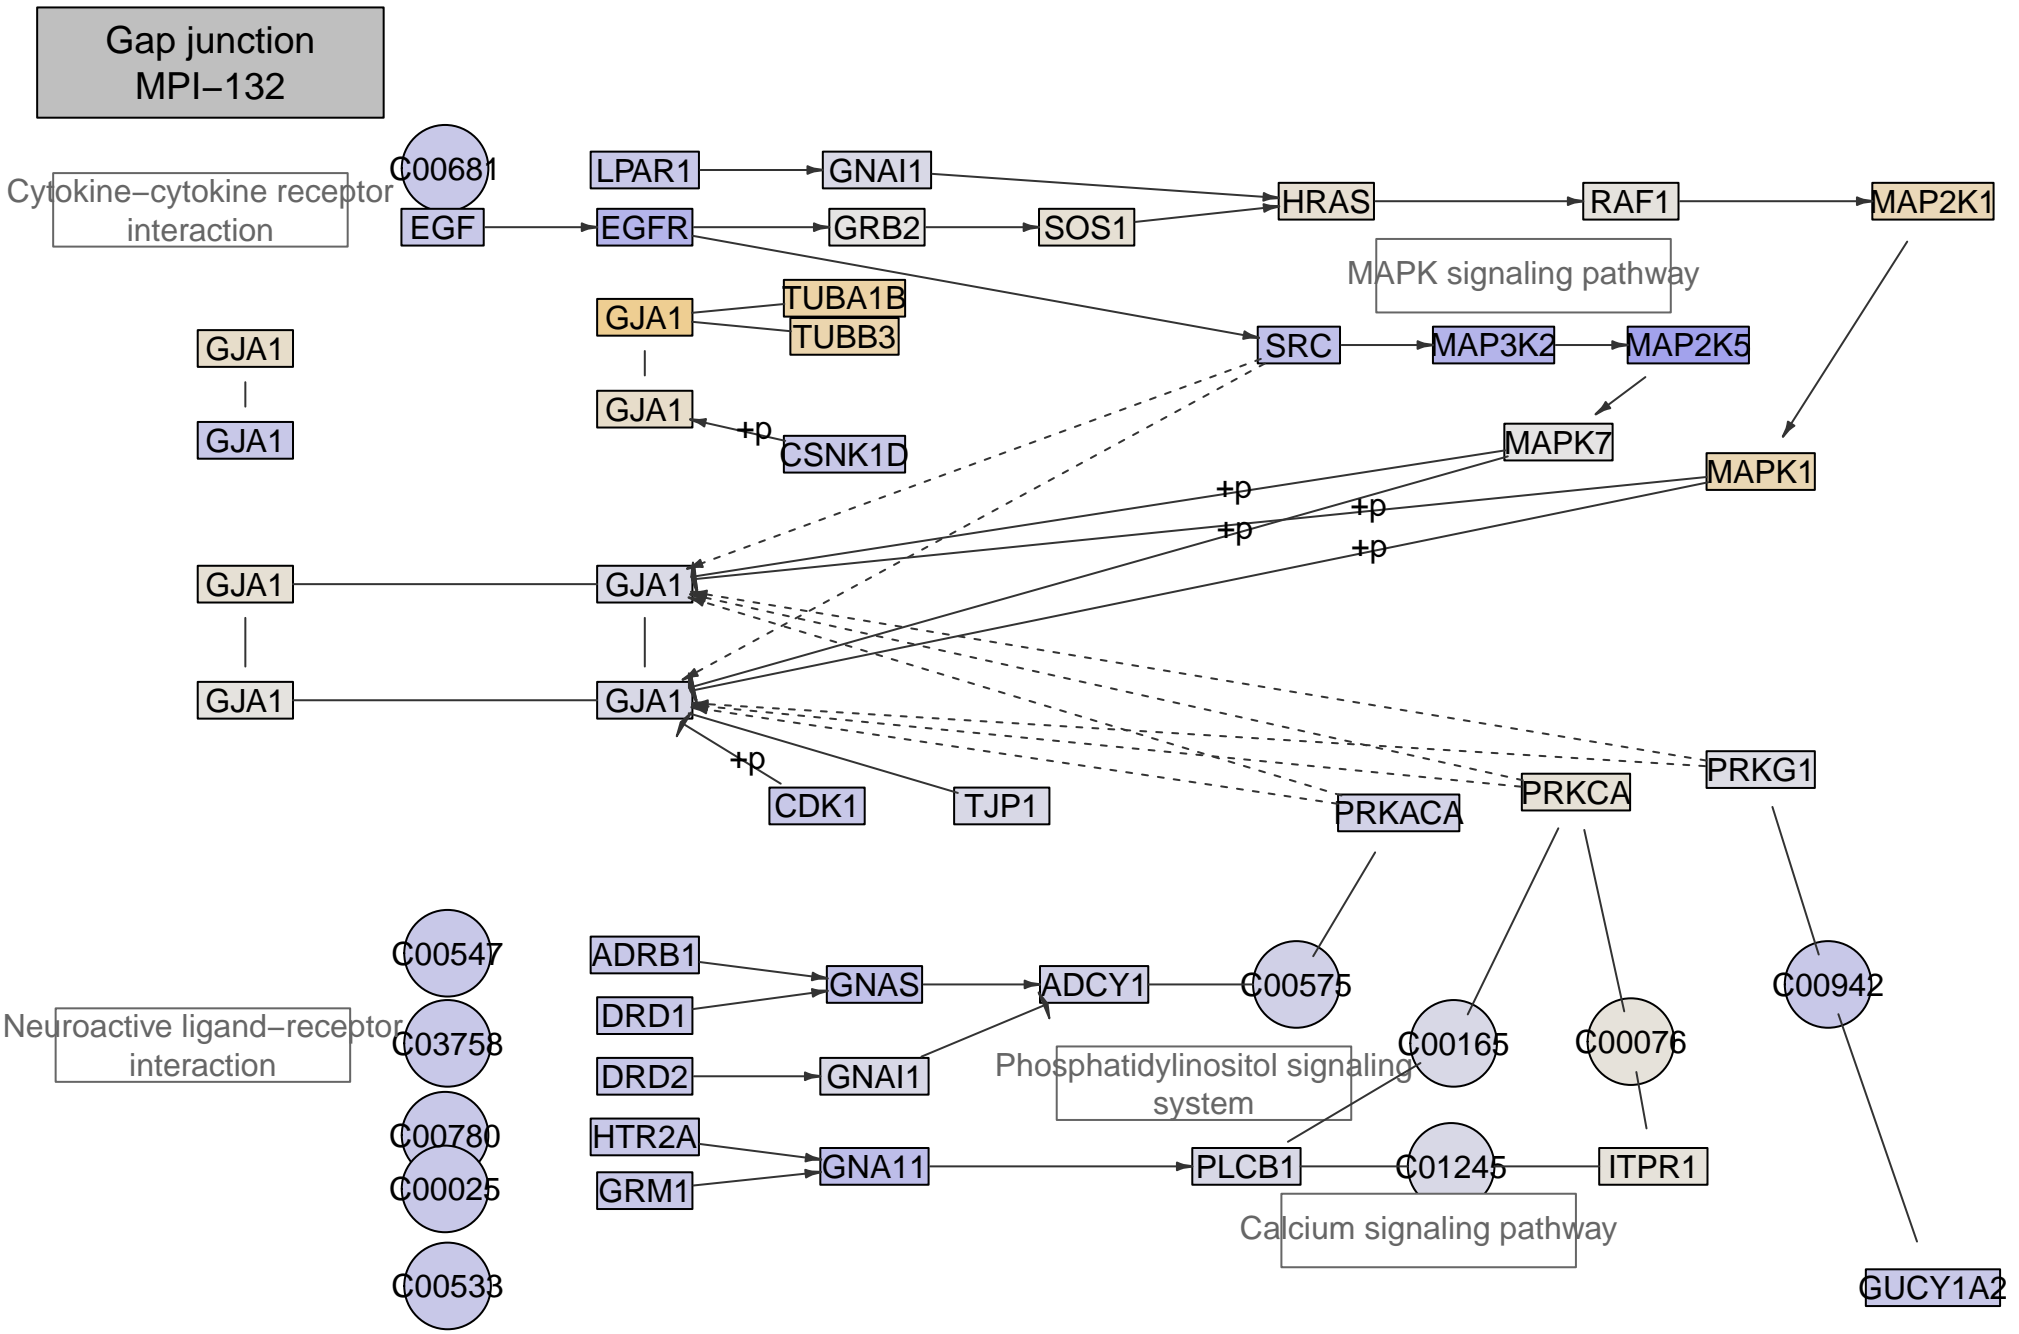 Gap junction
MPI−132
C00681
LPAR1
GNAI1
Cytokine−cytokine receptor
interaction
EGF
EGFR
GRB2
SOS1
HRAS
RAF1
MAP2K1
MAPK signaling pathway
GJA1
TUBA1B
TUBB3
GJA1
SRC
MAP3K2
MAP2K5
GJA1
GJA1
+p
CSNK1D
MAPK7
MAPK1
+p
+p
+p
+p
GJA1
GJA1
GJA1
GJA1
+p
CDK1
TJP1
PRKACA
PRKCA
PRKG1
C00547
ADRB1
GNAS
ADCY1
C00575
C00942
DRD1
Neuroactive ligand−receptor
interaction
C03758
C00165
C00076
DRD2
GNAI1
Phosphatidylinositol signaling
system
C00780
HTR2A
GNA11
PLCB1
C01245
ITPR1
C00025
GRM1
Calcium signaling pathway
C00533
GUCY1A2